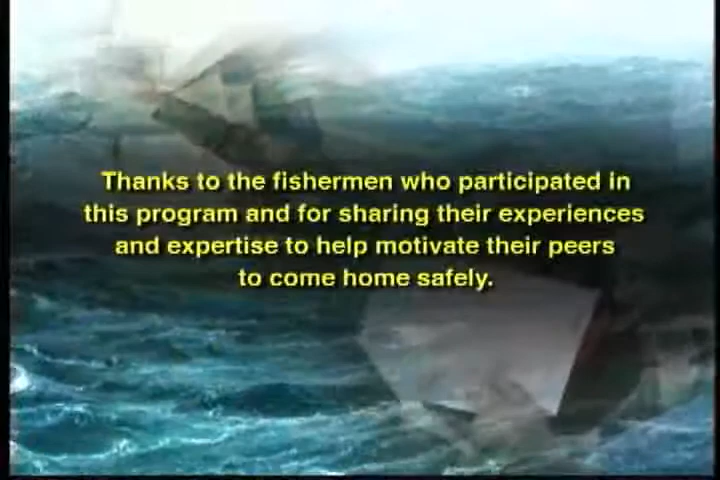 Thanks to the fishermen who participated in
this program and for sharing their experiences
and expertise to help motivate their peers
to come home safely.